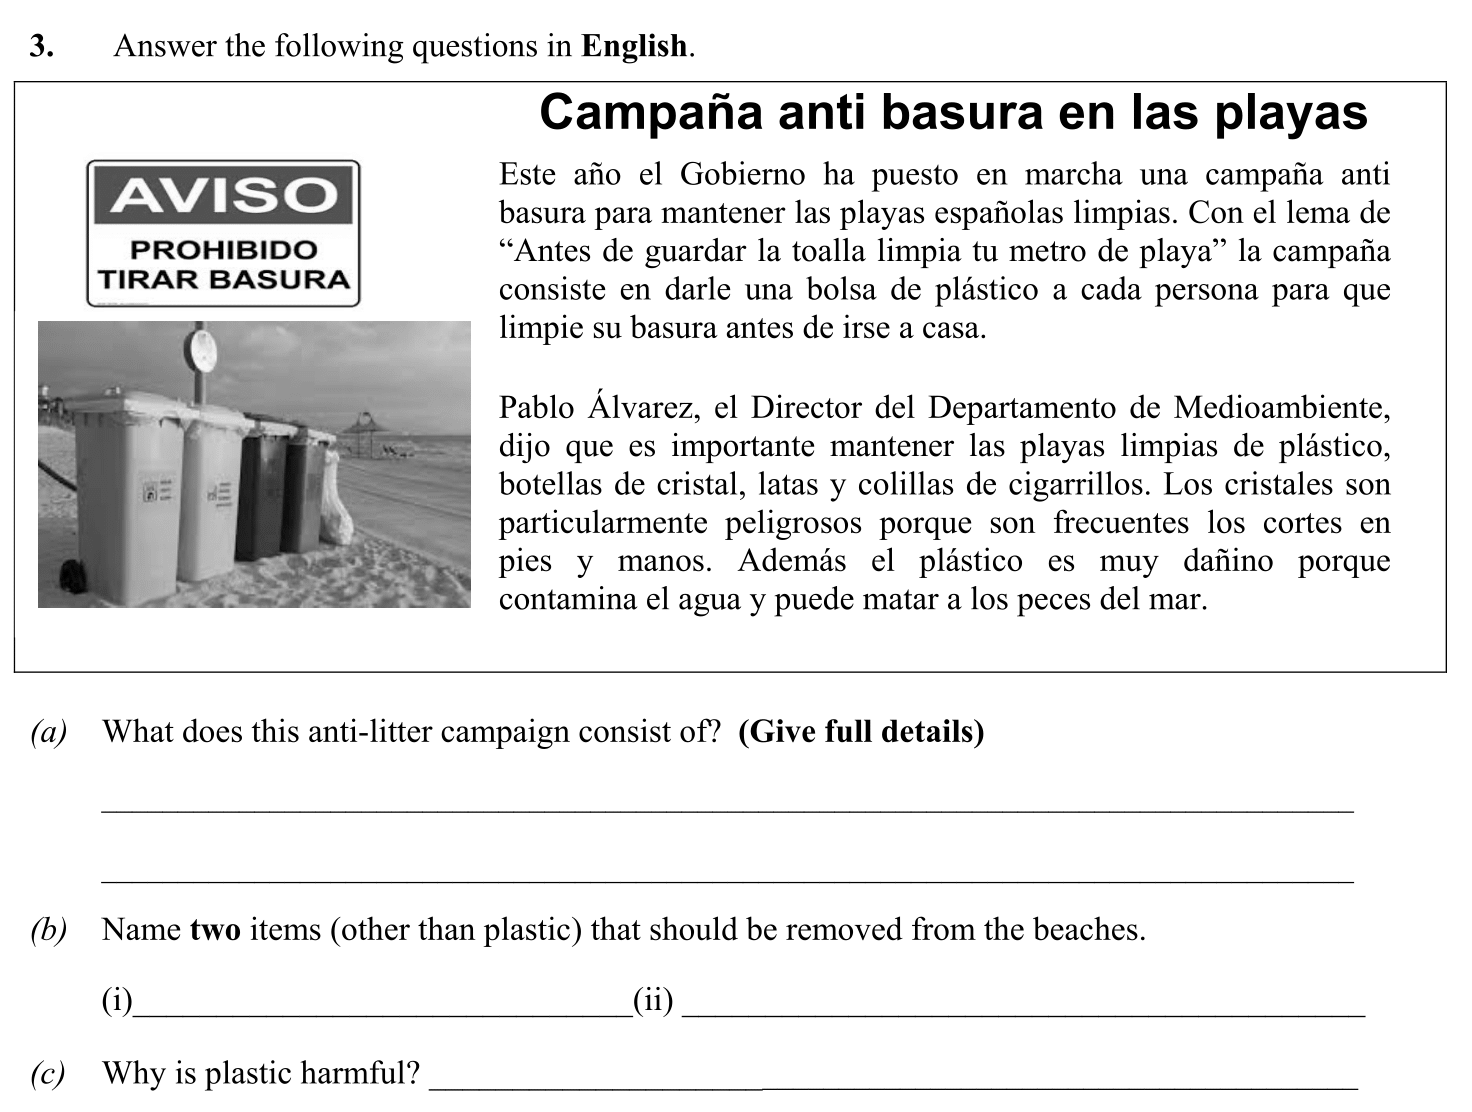 3. Answer the following questions in English.
Campaña anti basura en las playas
AVISO
PROHIBIDO
TIRAR BASURA
Este año el Gobierno ha puesto en marcha una campaña anti
basura para mantener las playas españolas limpias. Con el lema de
“Antes de guardar la toalla limpia tu metro de playa” la campaña
consiste en darle una bolsa de plástico a cada persona para que
limpie su basura antes de irse a casa.
Pablo Álvarez, el Director del Departamento de Medioambiente,
dijo que es importante mantener las playas limpias de plástico,
botellas de cristal, latas y colillas de cigarrillos. Los cristales son
particularmente peligrosos porque son frecuentes los cortes en
pies y manos. Además el plástico es muy dañino porque
contamina el agua y puede matar a los peces del mar.
(a) What does this anti-litter campaign consist of? (Give full details)
(b) Name two items (other than plastic) that should be removed from the beaches.
(i) (ii)
(c) Why is plastic harmful?